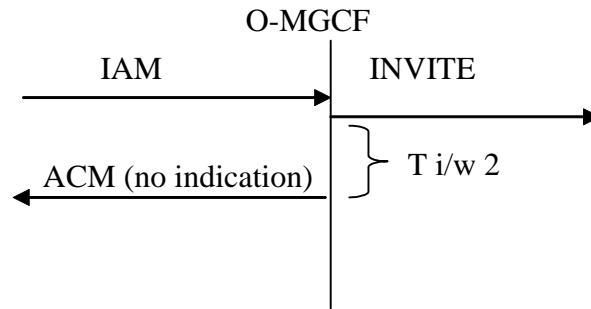 O-MGCF
IAM
INVITE
T i/w 2
ACM (no indication)